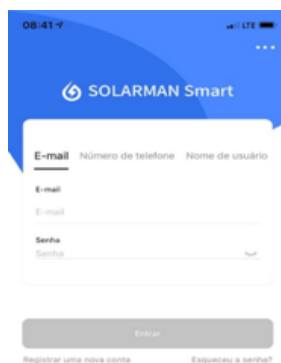 08:41
LTE
SOLARMAN Smart
E-mail Número de telefone Nome de usuário
E-mail
E-mail
Senha
Senha
Entrar
Registrar uma nova conta Esqueceu a senha?